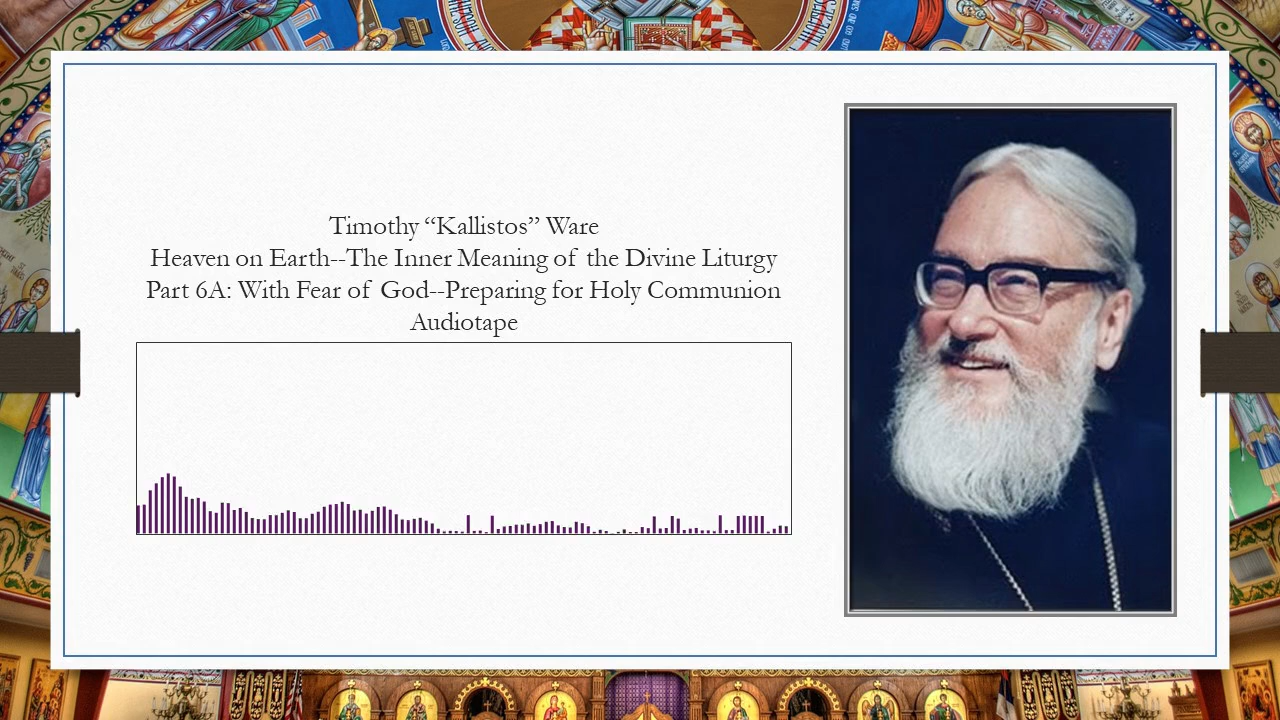 Timothy “Kallistos” Ware
Heaven on Earth--The Inner Meaning of the Divine Liturgy
Part 6A: With Fear of God--Preparing for Holy Communion
Audiotape